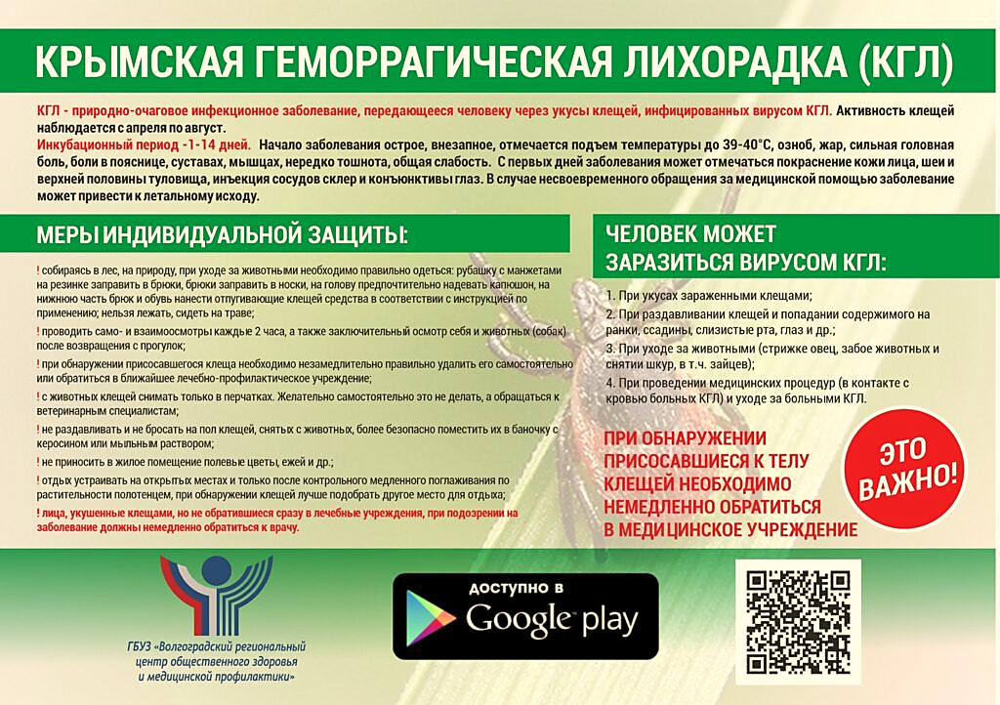 КРЫМСКАЯ ГЕМОРРАГИЧЕСКАЯ ЛИХОРАДКА (КГЛ)
КГЛ - природно-очаговое инфекционное заболевание, передающееся человеку через укусы клещей, инфицированных вирусом КГЛ. Активность клещей
наблюдается с апреля по август.
Инкубационный период -1-14 дней. Начало заболевания острое, внезапное, отмечается подъем температуры до 39-40°С, озноб, жар, сильная головная
боль, боли в пояснице, суставах, мышцах, нередко тошнота, общая слабость. С первых дней заболевания может отмечаться покраснение кожи лица, шеи и
верхней половины туловища, инъекция сосудов склер и конъюнктивы глаз. В случае несвоевременного обращения за медицинской помощью заболевание
может привести к летальному исходу.
МЕРЫ ИНДИВИДУАЛЬНОЙ ЗАЩИТЫ:
! собираясь в лес, на природу, при уходе за животными необходимо правильно одеться: рубашку с манжетами
на резинке заправить в брюки, брюки заправить в носки, на голову предпочтительно надевать капюшон, на
нижнюю часть брюк и обувь нанести отпугивающие клещей средства в соответствии с инструкцией по
применению; нельзя лежать, сидеть на траве;
! проводить само- и взаимоосмотры каждые 2 часа, а также заключительный осмотр себя и животных (собак)
после возвращения с прогулок;
! при обнаружении присосавшегося клеща необходимо незамедлительно правильно удалить его самостоятельно
или обратиться в ближайшее лечебно-профилактическое учреждение;
! с животных клещей снимать только в перчатках. Желательно самостоятельно это не делать, а обращаться к
ветеринарным специалистам;
! не раздавливать и не бросать на пол клещей, снятых с животных, более безопасно поместить их в баночку с
керосином или мыльным раствором;
! не приносить в жилое помещение полевые цветы, ежей и др.;
! отдых устраивать на открытых местах и только после контрольного медленного поглаживания по
растительности полотенцем, при обнаружении клещей лучше подобрать другое место для отдыха;
! лица, укушенные клещами, но не обратившиеся сразу в лечебные учреждения, при подозрении на
заболевание должны немедленно обратиться к врачу.
ЧЕЛОВЕК МОЖЕТ
ЗАРАЗИТЬСЯ ВИРУСОМ КГЛ:
1. При укусах зараженными клещами;
2. При раздавливании клещей и попадании содержимого на
ранки, ссадины, слизистые рта, глаз и др.;
3. При уходе за животными (стрижке овец, забое животных и
снятии шкур, в т.ч. зайцев);
4. При проведении медицинских процедур (в контакте с
кровью больных КГЛ) и уходе за больными КГЛ.
ПРИ ОБНАРУЖЕНИИ
ПРИСОСАВШИЕСЯ К ТЕЛУ
КЛЕЩЕЙ НЕОБХОДИМО
НЕМЕДЛЕННО ОБРАТИТЬСЯ
В МЕДИЦИНСКОЕ УЧРЕЖДЕНИЕ
ЭТО
ВАЖНО!
ГБУЗ «Волгоградский региональный
центр общественного здоровья
и медицинской профилактики»
ДОСТУПНО В
Google play